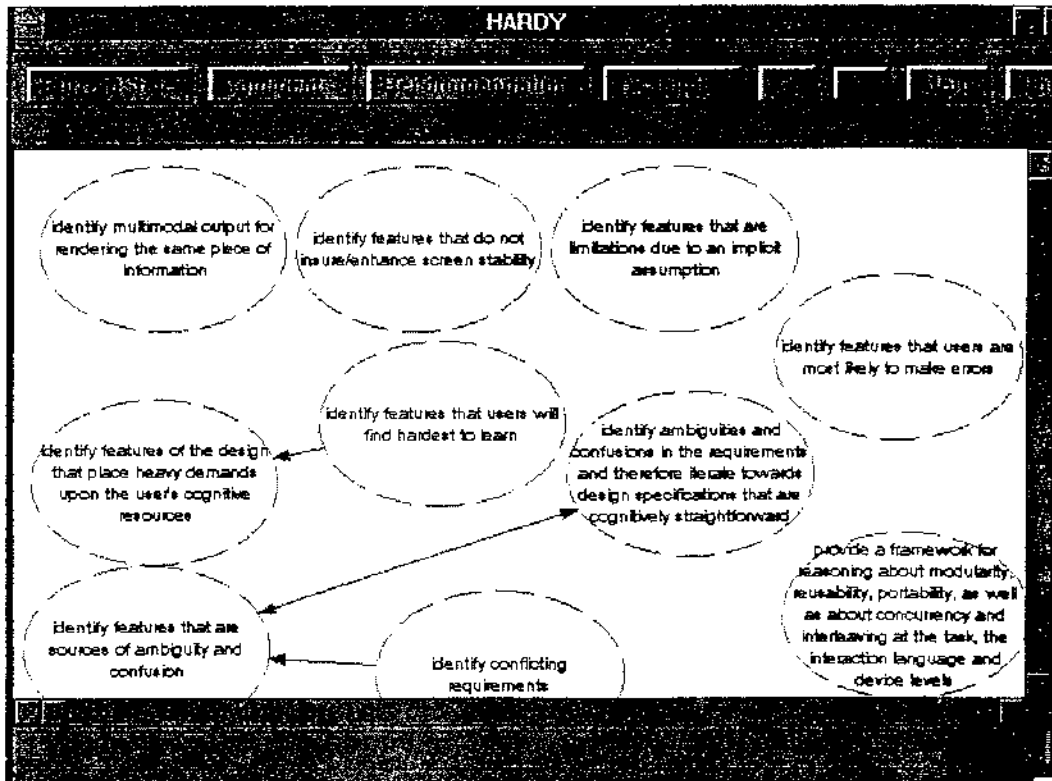 HARDY
identify multimodal output for
rendering the same piece of
information
identify features that do not
insure/enhance screen stability
identify features that are
limitations due to an implicit
assumption
identify features that users are
most likely to make errors
identify features that users will
find hardest to learn
identify features of the design
that place heavy demands
upon the user's cognitive
resources
identify ambiguities and
confusions in the requirements
and therefore iterate towards
design specifications that are
cognitively straightforward
provide a framework for
reasoning about modularity,
reusability, portability, as well
as about concurrency and
interleaving at the task, the
interaction language and
device levels
identify features that are
sources of ambiguity and
confusion
identify conflicting
requirements